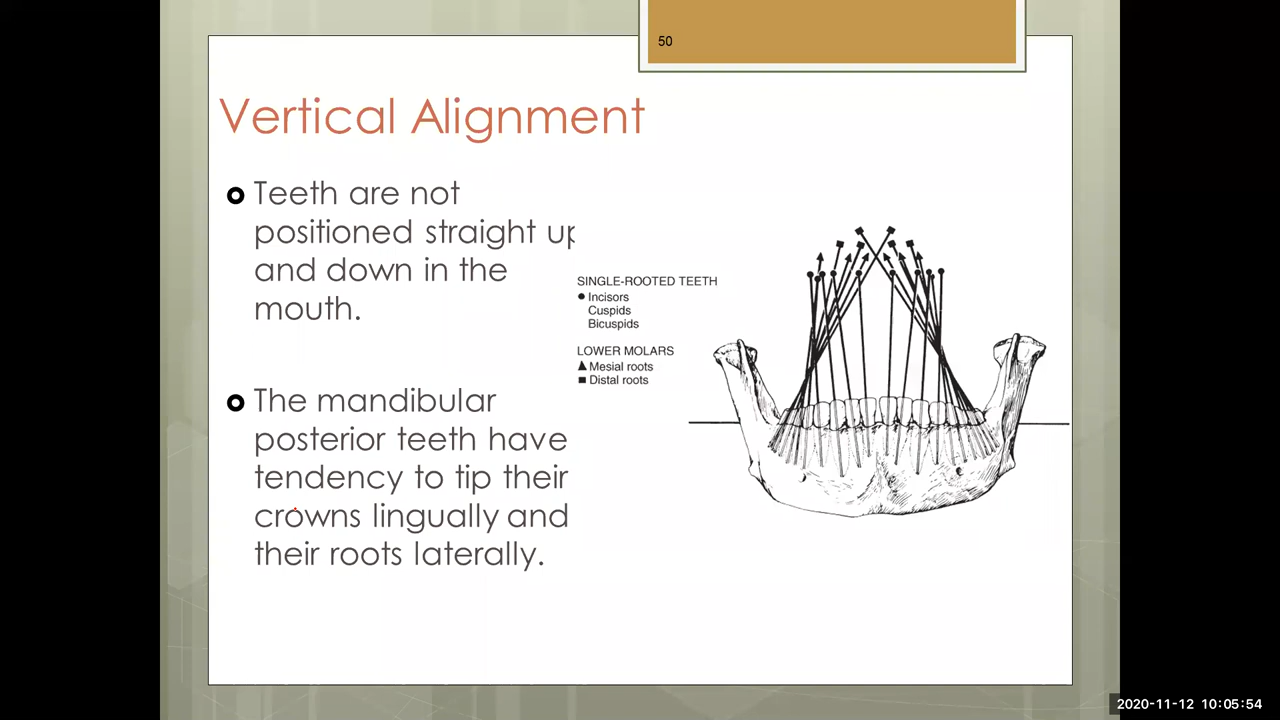 50
Vertical Alignment
Teeth are not
positioned straight up
and down in the
mouth.
The mandibular
posterior teeth have
tendency to tip their
crowns lingually and
their roots laterally.
SINGLE-ROOTED TEETH
Incisors
Cuspids
Bicuspids
LOWER MOLARS
Mesial roots
Distal roots
2020-11-12 10:05:54